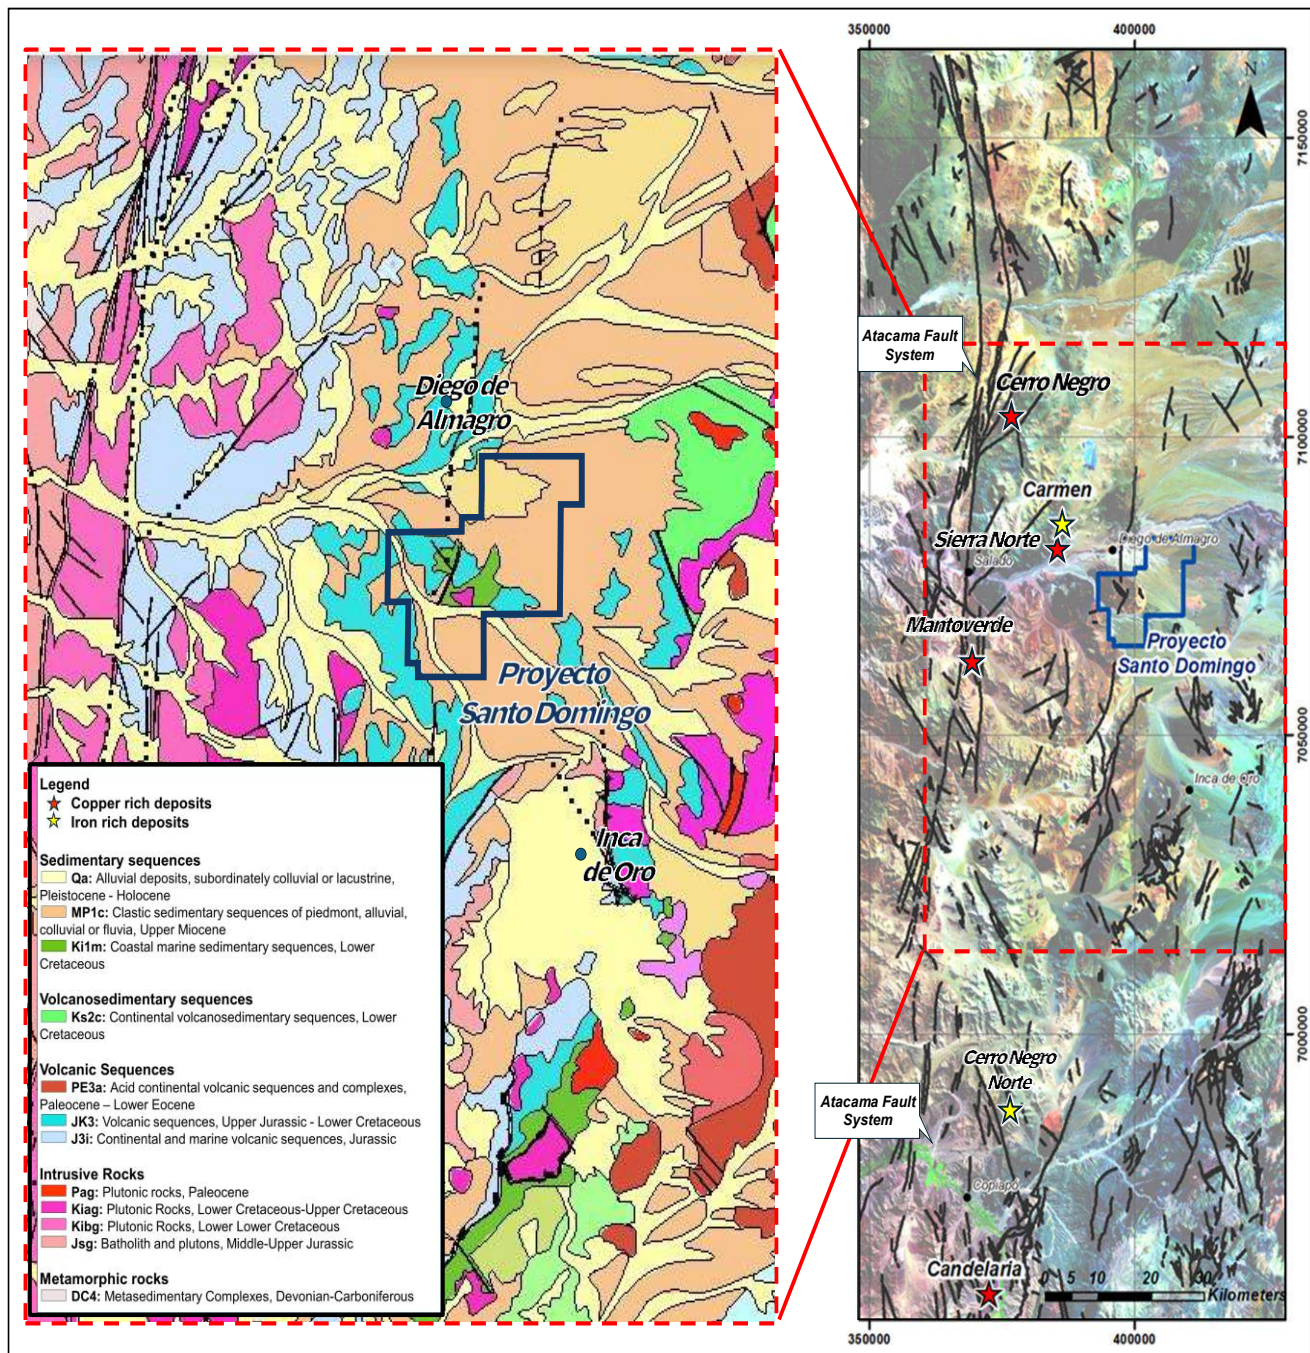 Diego de
Almagro
Proyecto
Santo Domingo
Inca
de Oro
Legend
Copper rich deposits
Iron rich deposits
Sedimentary sequences
Qa: Alluvial deposits, subordinately colluvial or lacustrine,
Pleistocene - Holocene
MP1c: Clastic sedimentary sequences of piedmont, alluvial,
colluvial or fluvia, Upper Miocene
Ki1m: Coastal marine sedimentary sequences, Lower
Cretaceous
Volcanosedimentary sequences
Ks2c: Continental volcanosedimentary sequences, Lower
Cretaceous
Volcanic Sequences
PE3a: Acid continental volcanic sequences and complexes,
Paleocene – Lower Eocene
JK3: Volcanic sequences, Upper Jurassic - Lower Cretaceous
J3i: Continental and marine volcanic sequences, Jurassic
Intrusive Rocks
Pag: Plutonic rocks, Paleocene
Kiag: Plutonic Rocks, Lower Cretaceous-Upper Cretaceous
Kibg: Plutonic Rocks, Lower Lower Cretaceous
Jsg: Batholith and plutons, Middle-Upper Jurassic
Metamorphic rocks
DC4: Metasedimentary Complexes, Devonian-Carboniferous
350000
400000
N
7150000
Atacama Fault
System
Cerro Negro
7100000
Carmen
Sierra Norte
Diego de Almagro
Salado
Mantoverde
Proyecto
Santo Domingo
7050000
Inca de Oro
7000000
Cerro Negro
Norte
Atacama Fault
System
Copiapó
Candelaria
0 5 10 20 30
Kilometers
350000
400000